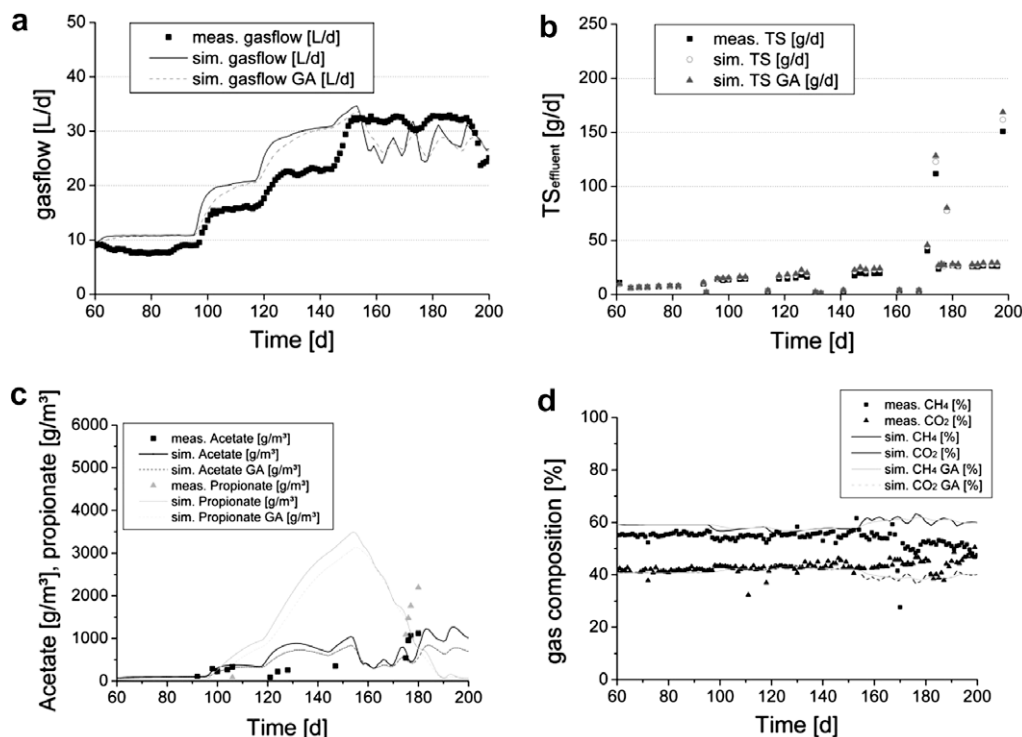 a
meas. gasflow [L/d]
sim. gasflow [L/d]
sim. gasflow GA [L/d]
gasflow [L/d]
50
40
30
20
10
0
60 80 100 120 140 160 180 200
Time [d]
b
meas. TS [g/d]
sim. TS [g/d]
sim. TS GA [g/d]
TSeffluent [g/d]
250
200
150
100
50
0
60 80 100 120 140 160 180 200
Time [d]
c
meas. Acetate [g/m³]
sim. Acetate [g/m³]
sim. Acetate GA [g/m³]
meas. Propionate [g/m³]
sim. Propionate [g/m³]
sim. Propionate GA [g/m³]
Acetate [g/m³], propionate [g/m³]
6000
5000
4000
3000
2000
1000
0
60 80 100 120 140 160 180 200
Time [d]
d
meas. CH₄ [%]
meas. CO₂ [%]
sim. CH₄ [%]
sim. CO₂ [%]
sim. CH₄ GA [%]
sim. CO₂ GA [%]
gas composition [%]
100
80
60
40
20
0
60 80 100 120 140 160 180 200
Time [d]